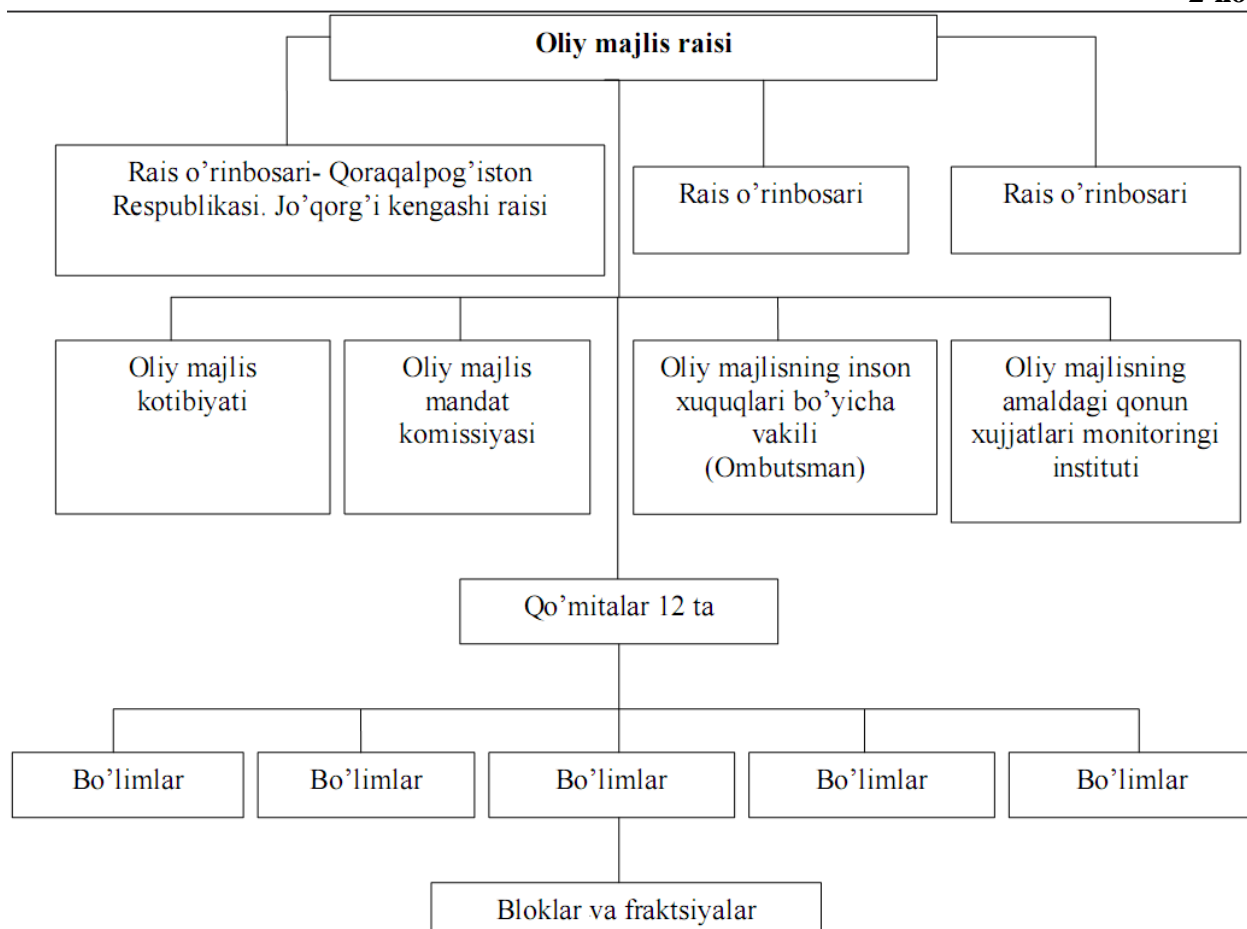 Oliy majlis raisi
Rais o’rinbosari- Qoraqalpog’iston
Respublikasi. Jo’qorg’i kengashi raisi
Rais o’rinbosari
Rais o’rinbosari
Oliy majlis
kotibiyati
Oliy majlis
mandat
komissiyasi
Oliy majlisning inson
xuquqlari bo’yicha
vakili
(Ombutsman)
Oliy majlisning
amaldagi qonun
xujjatlari monitoringi
instituti
Qo’mitalar 12 ta
Bo’limlar
Bo’limlar
Bo’limlar
Bo’limlar
Bo’limlar
Bloklar va fraktsiyalar